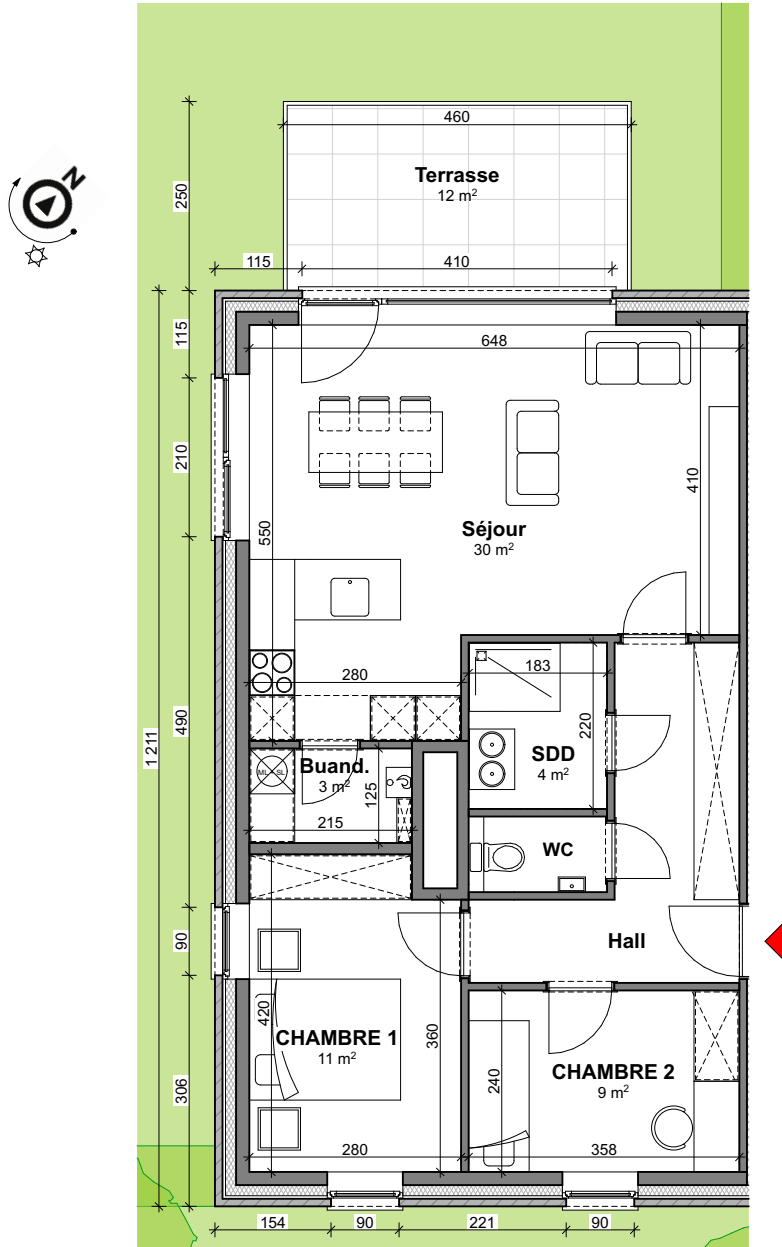 N
460
Terrasse
12 m²
250
115
410
115
648
210
550
410
Séjour
30 m²
280
183
220
490
1 211
Buand.
3 m²
ML
SL
125
215
SDD
4 m²
WC
Hall
90
420
360
CHAMBRE 1
11 m²
240
CHAMBRE 2
9 m²
306
280
358
154
90
221
90